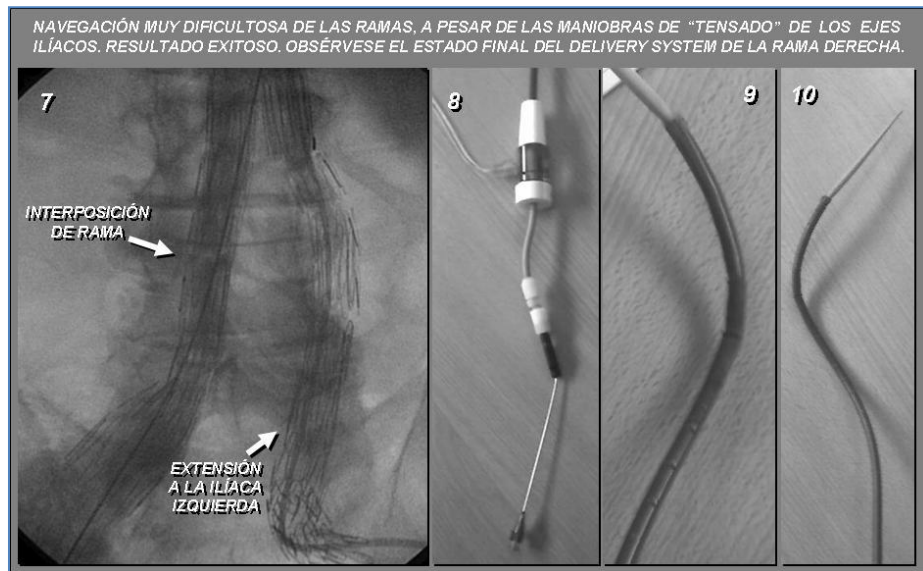 NAVEGACIÓN MUY DIFICULTOSA DE LAS RAMAS, A PESAR DE LAS MANIOBRAS DE “TENSADO” DE LOS EJES
ILÍACOS. RESULTADO EXITOSO. OBSÉRVESE EL ESTADO FINAL DEL DELIVERY SYSTEM DE LA RAMA DERECHA.
7
8
9
10
INTERPOSICIÓN
DE RAMA
EXTENSIÓN
A LA ILÍACA
IZQUIERDA